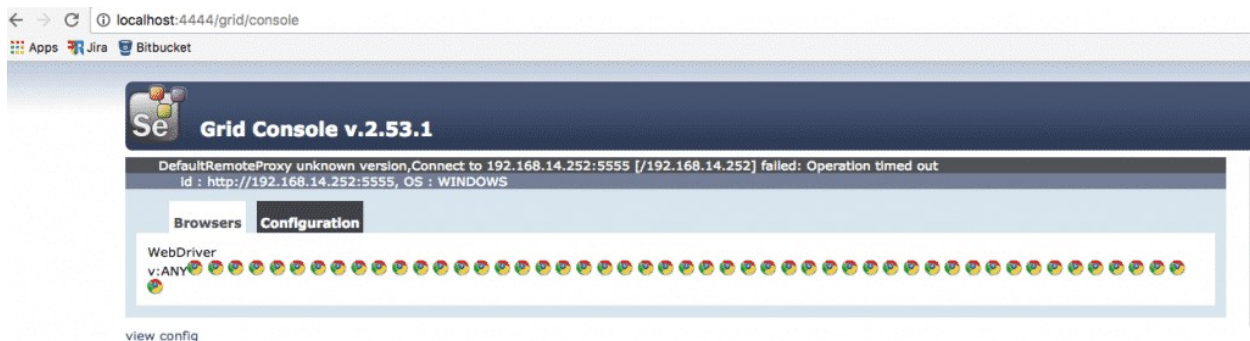 localhost:4444/grid/console
Apps Jira Bitbucket
Se Grid Console v.2.53.1
DefaultRemoteProxy unknown version,Connect to 192.168.14.252:5555 [/192.168.14.252] failed: Operation timed out
id : http://192.168.14.252:5555, OS : WINDOWS
Browsers Configuration
WebDriver
v:ANY
view config